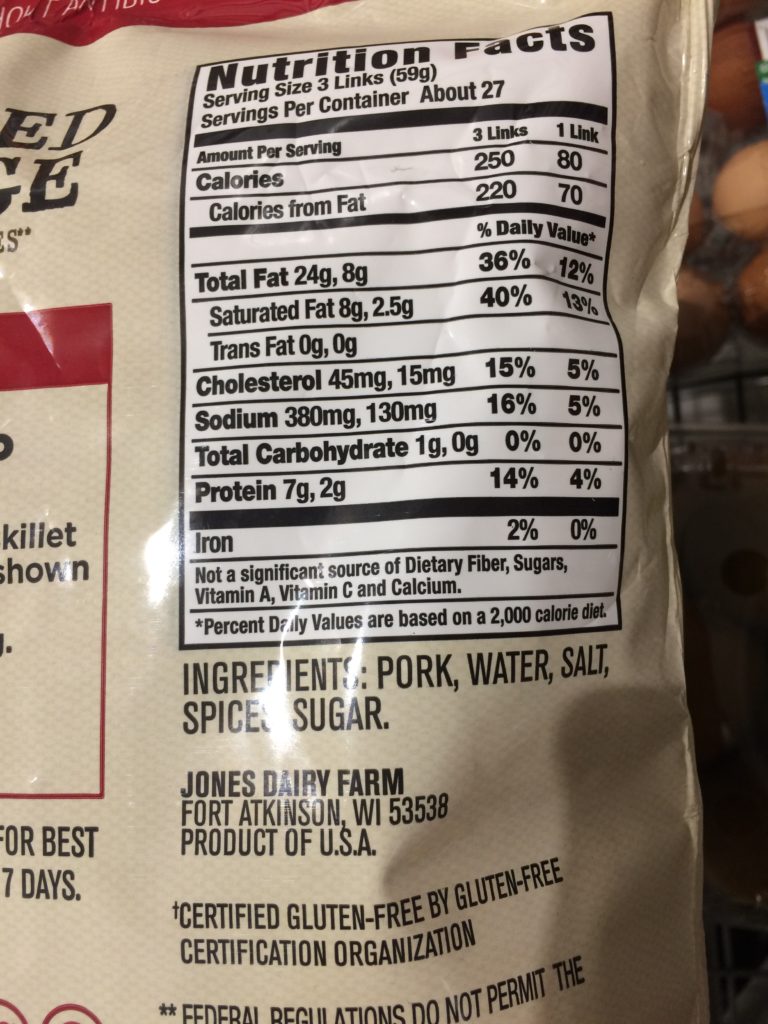 ED
GE
ES**
killet
shown
FOR BEST
7 DAYS.
Nutrition Facts
Serving Size 3 Links (59g)
Servings Per Container About 27
Amount Per Serving 3 Links 1 Link
Calories 250 80
Calories from Fat 220 70
% Daily Value*
Total Fat 24g, 8g 36% 12%
Saturated Fat 8g, 2.5g 40% 13%
Trans Fat 0g, 0g
Cholesterol 45mg, 15mg 15% 5%
Sodium 380mg, 130mg 16% 5%
Total Carbohydrate 1g, 0g 0% 0%
Protein 7g, 2g 14% 4%
Iron 2% 0%
Not a significant source of Dietary Fiber, Sugars,
Vitamin A, Vitamin C and Calcium.
*Percent Daily Values are based on a 2,000 calorie diet.
INGREDIENTS: PORK, WATER, SALT,
SPICES, SUGAR.
JONES DAIRY FARM
FORT ATKINSON, WI 53538
PRODUCT OF U.S.A.
†CERTIFIED GLUTEN-FREE BY GLUTEN-FREE
CERTIFICATION ORGANIZATION
** FEDERAL REGULATIONS DO NOT PERMIT THE